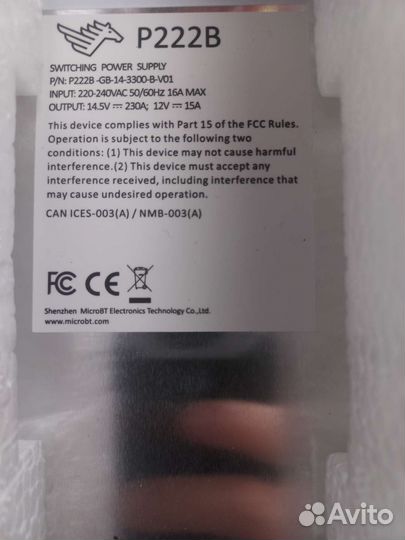 P222B
SWITCHING POWER SUPPLY
P/N: P222B -GB-14-3300-B-V01
INPUT: 220-240VAC 50/60Hz 16A MAX
OUTPUT: 14.5V⎓230A; 12V⎓15A
This device complies with Part 15 of the FCC Rules.
Operation is subject to the following two
conditions: (1) This device may not cause harmful
interference.(2) This device must accept any
interference received, including interference that
may cause undesired operation.
CAN ICES-003(A) / NMB-003(A)
FC CE
Shenzhen MicroBT Electronics Technology Co.,Ltd.
www.microbt.com
Avito